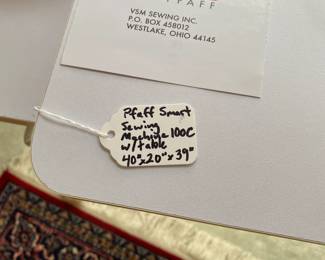 PFAFF
VSM SEWING INC.
P.O. BOX 458012
WESTLAKE, OHIO 44145
Pfaff Smart
Sewing
Machine 100C
w/table
40"x20"x39"